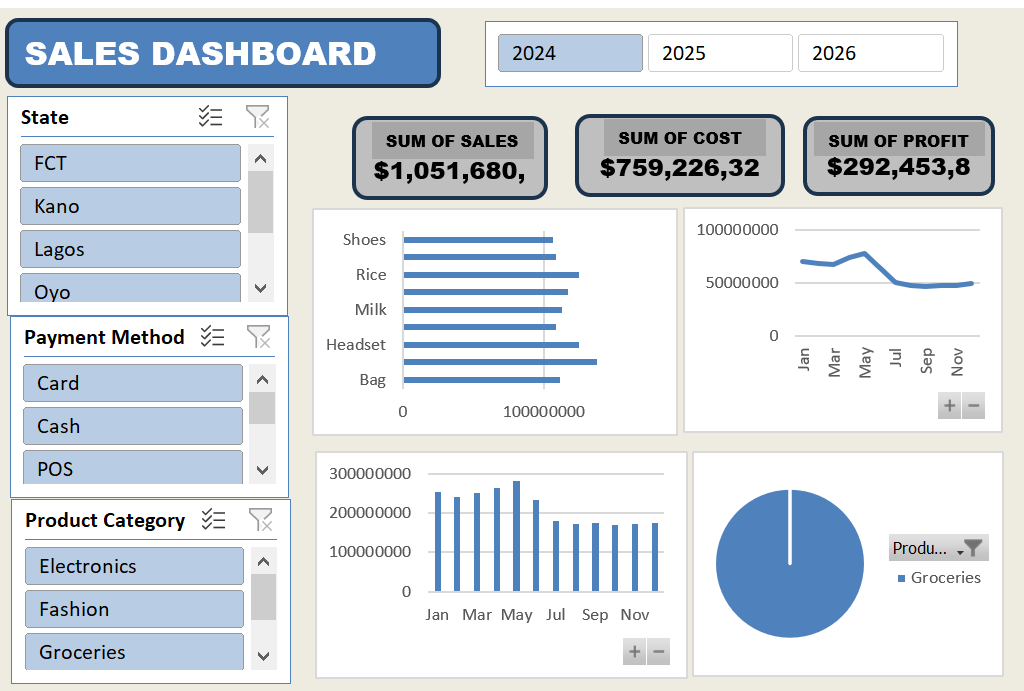 SALES DASHBOARD
2024
2025
2026
State
FCT
Kano
Lagos
Oyo
Payment Method
Card
Cash
POS
Product Category
Electronics
Fashion
Groceries
SUM OF SALES
$1,051,680,
SUM OF COST
$759,226,32
SUM OF PROFIT
$292,453,8
Shoes
Rice
Milk
Headset
Bag
0 100000000
100000000
50000000
0
Jan Mar May Jul Sep Nov
+ −
300000000
200000000
100000000
0
Jan Mar May Jul Sep Nov
+ −
Produ...
Groceries